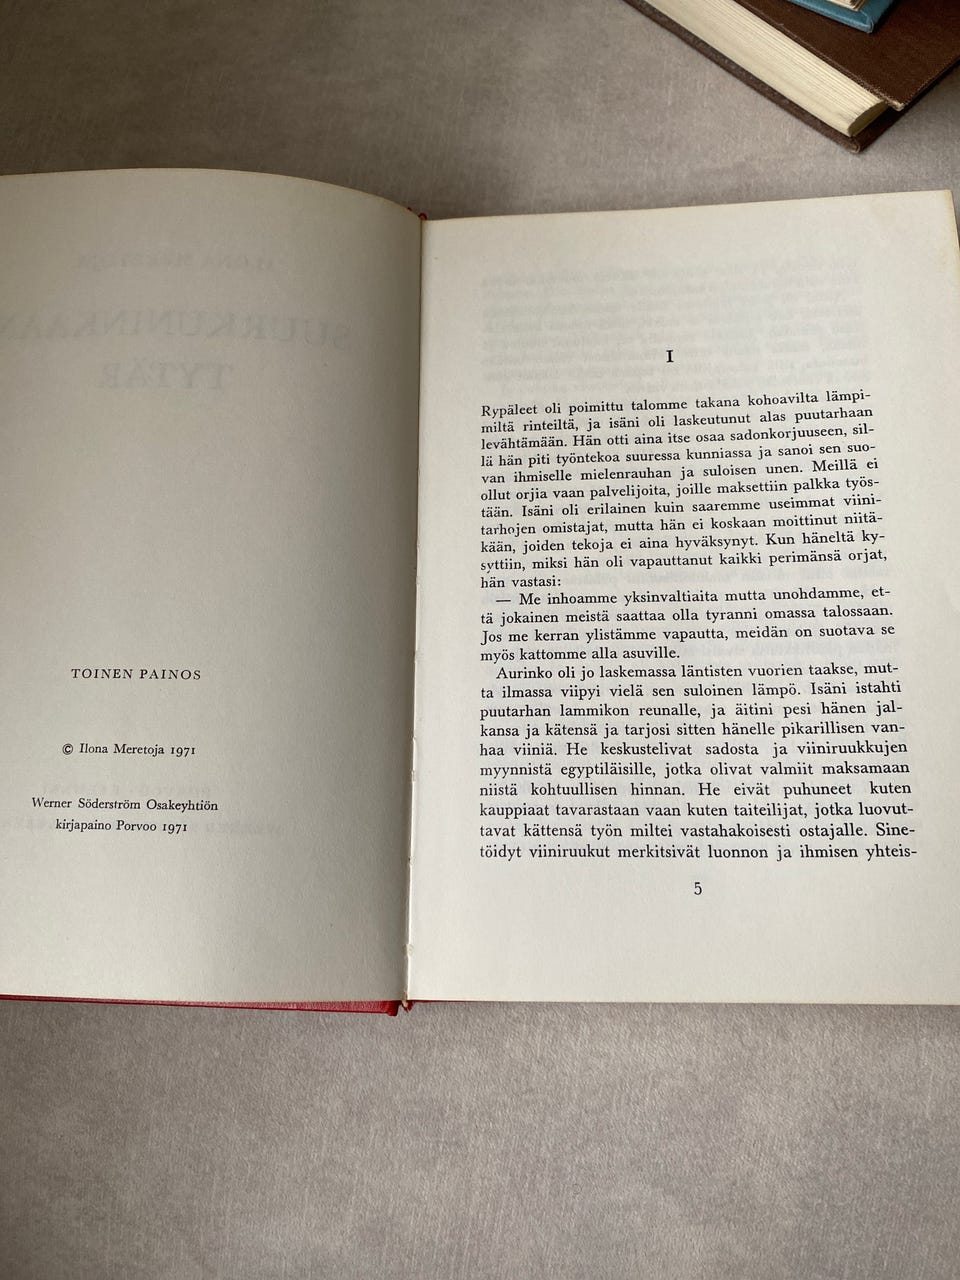 TOINEN PAINOS
© Ilona Meretoja 1971
Werner Söderström Osakeyhtiön
kirjapaino Porvoo 1971
I
Rypäleet oli poimittu talomme takana kohoavilta lämpi-
miltä rinteiltä, ja isäni oli laskeutunut alas puutarhaan
levähtämään. Hän otti aina itse osaa sadonkorjuuseen, sil-
lä hän piti työntekoa suuressa kunniassa ja sanoi sen suo-
van ihmiselle mielenrauhan ja suloisen unen. Meillä ei
ollut orjia vaan palvelijoita, joille maksettiin palkka työs-
tään. Isäni oli erilainen kuin saaremme useimmat viini-
tarhojen omistajat, mutta hän ei koskaan moittinut niitä-
kään, joiden tekoja ei aina hyväksynyt. Kun häneltä ky-
syttiin, miksi hän oli vapauttanut kaikki perimänsä orjat,
hän vastasi:
— Me inhoamme yksinvaltiaita mutta unohdamme, et-
tä jokainen meistä saattaa olla tyranni omassa talossaan.
Jos me kerran ylistämme vapautta, meidän on suotava se
myös kattomme alla asuville.
Aurinko oli jo laskemassa läntisten vuorien taakse, mut-
ta ilmassa viipyi vielä sen suloinen lämpö. Isäni istahti
puutarhan lammikon reunalle, ja äitini pesi hänen jal-
kansa ja kätensä ja tarjosi sitten hänelle pikarillisen van-
haa viiniä. He keskustelivat sadosta ja viiniruukkujen
myynnistä egyptiläisille, jotka olivat valmiit maksamaan
niistä kohtuullisen hinnan. He eivät puhuneet kuten
kauppiaat tavarastaan vaan kuten taiteilijat, jotka luovut-
tavat kättensä työn miltei vastahakoisesti ostajalle. Sine-
töidyt viiniruukut merkitsivät luonnon ja ihmisen yhteis-
5